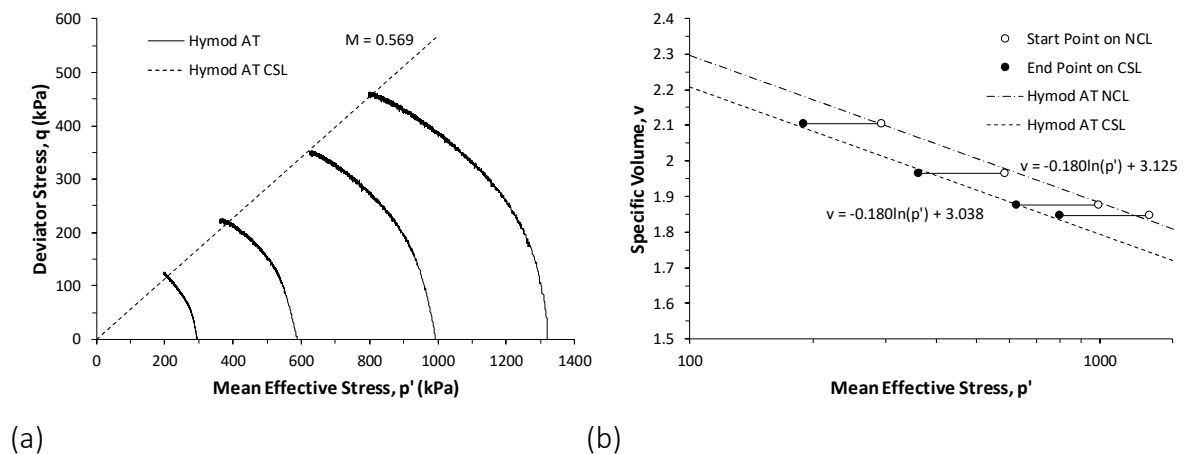 600
500
400
300
200
100
0
Deviator Stress, q (kPa)
Hymod AT
Hymod AT CSL
M = 0.569
0 200 400 600 800 1000 1200 1400
Mean Effective Stress, p' (kPa)
(a)
2.4
2.3
2.2
2.1
2
1.9
1.8
1.7
1.6
1.5
Specific Volume, v
Start Point on NCL
End Point on CSL
Hymod AT NCL
Hymod AT CSL
v = -0.180ln(p') + 3.125
v = -0.180ln(p') + 3.038
100 1000
Mean Effective Stress, p'
(b)